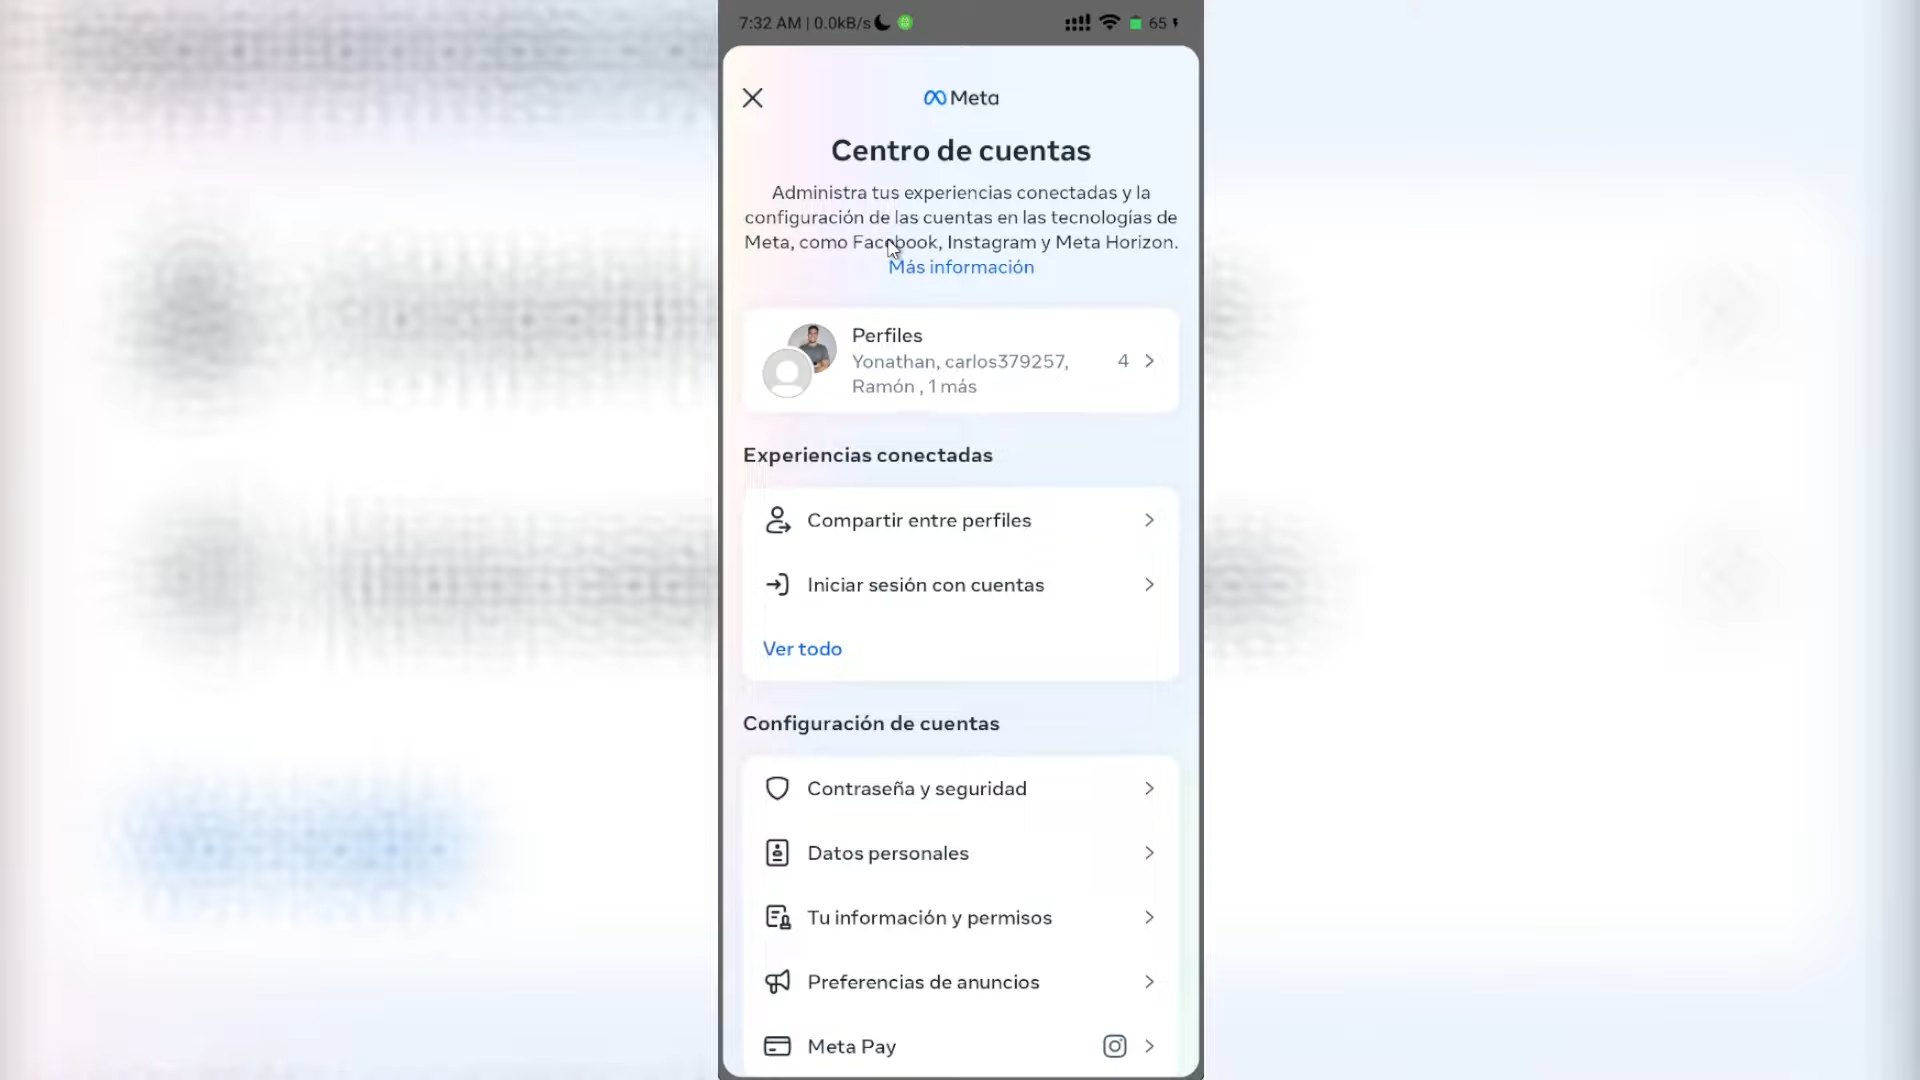 7:32 AM | 0.0kB/s
65
Meta
Centro de cuentas
Administra tus experiencias conectadas y la
configuración de las cuentas en las tecnologías de
Meta, como Facebook, Instagram y Meta Horizon.
Más información
Perfiles
Yonathan, carlos379257,
Ramón , 1 más
4
Experiencias conectadas
Compartir entre perfiles
Iniciar sesión con cuentas
Ver todo
Configuración de cuentas
Contraseña y seguridad
Datos personales
Tu información y permisos
Preferencias de anuncios
Meta Pay